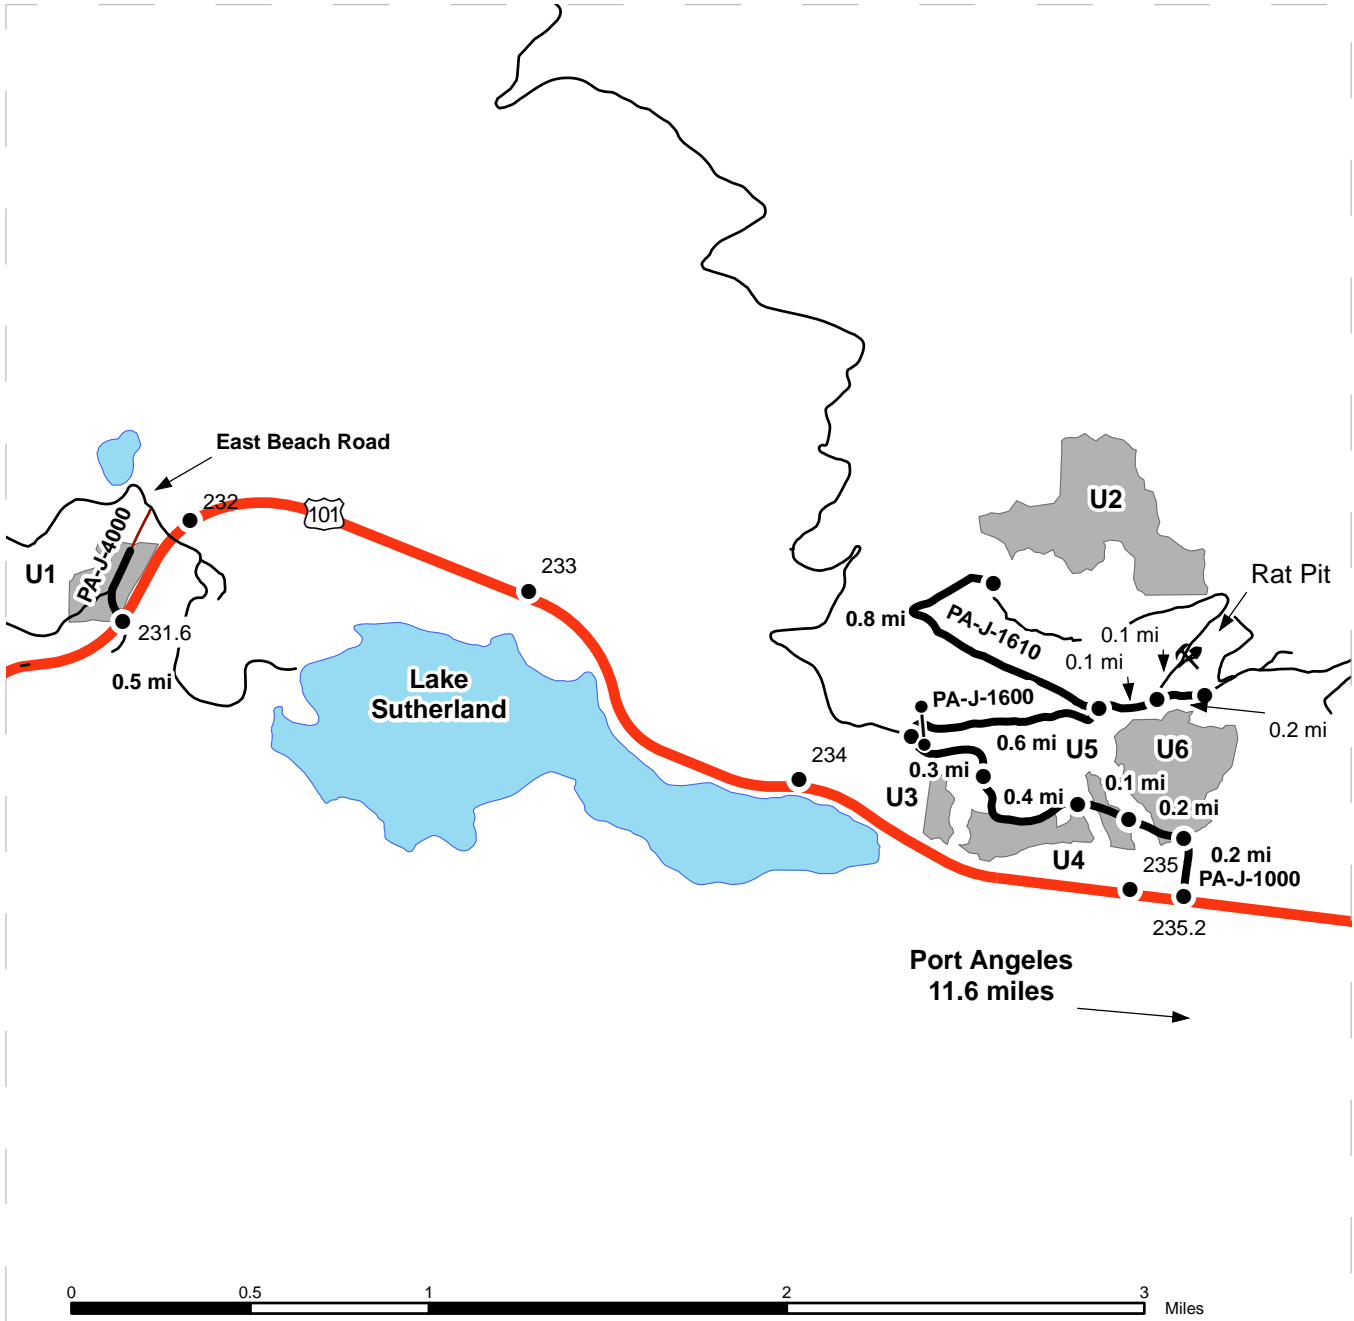 East Beach Road
232
101
U2
233
PA-J-4000
U1
Rat Pit
0.8 mi
PA-J-1610
0.1 mi
231.6
0.1 mi
0.5 mi
Lake
Sutherland
PA-J-1600
0.2 mi
0.6 mi
U5
U6
234
0.3 mi
0.1 mi
U3
0.4 mi
0.2 mi
U4
235
0.2 mi
PA-J-1000
235.2
Port Angeles
11.6 miles
0
0.5
1
2
3
Miles